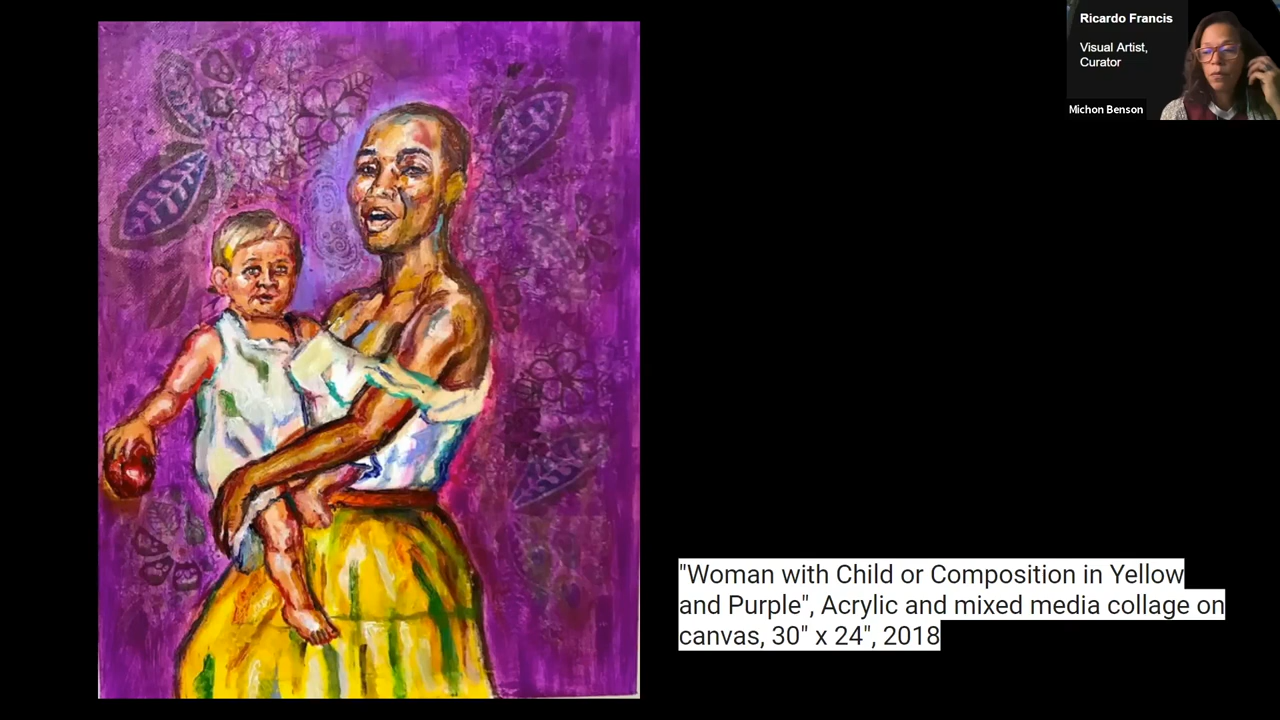 Ricardo Francis
Visual Artist,
Curator
Michon Benson
"Woman with Child or Composition in Yellow
and Purple", Acrylic and mixed media collage on
canvas, 30" x 24", 2018